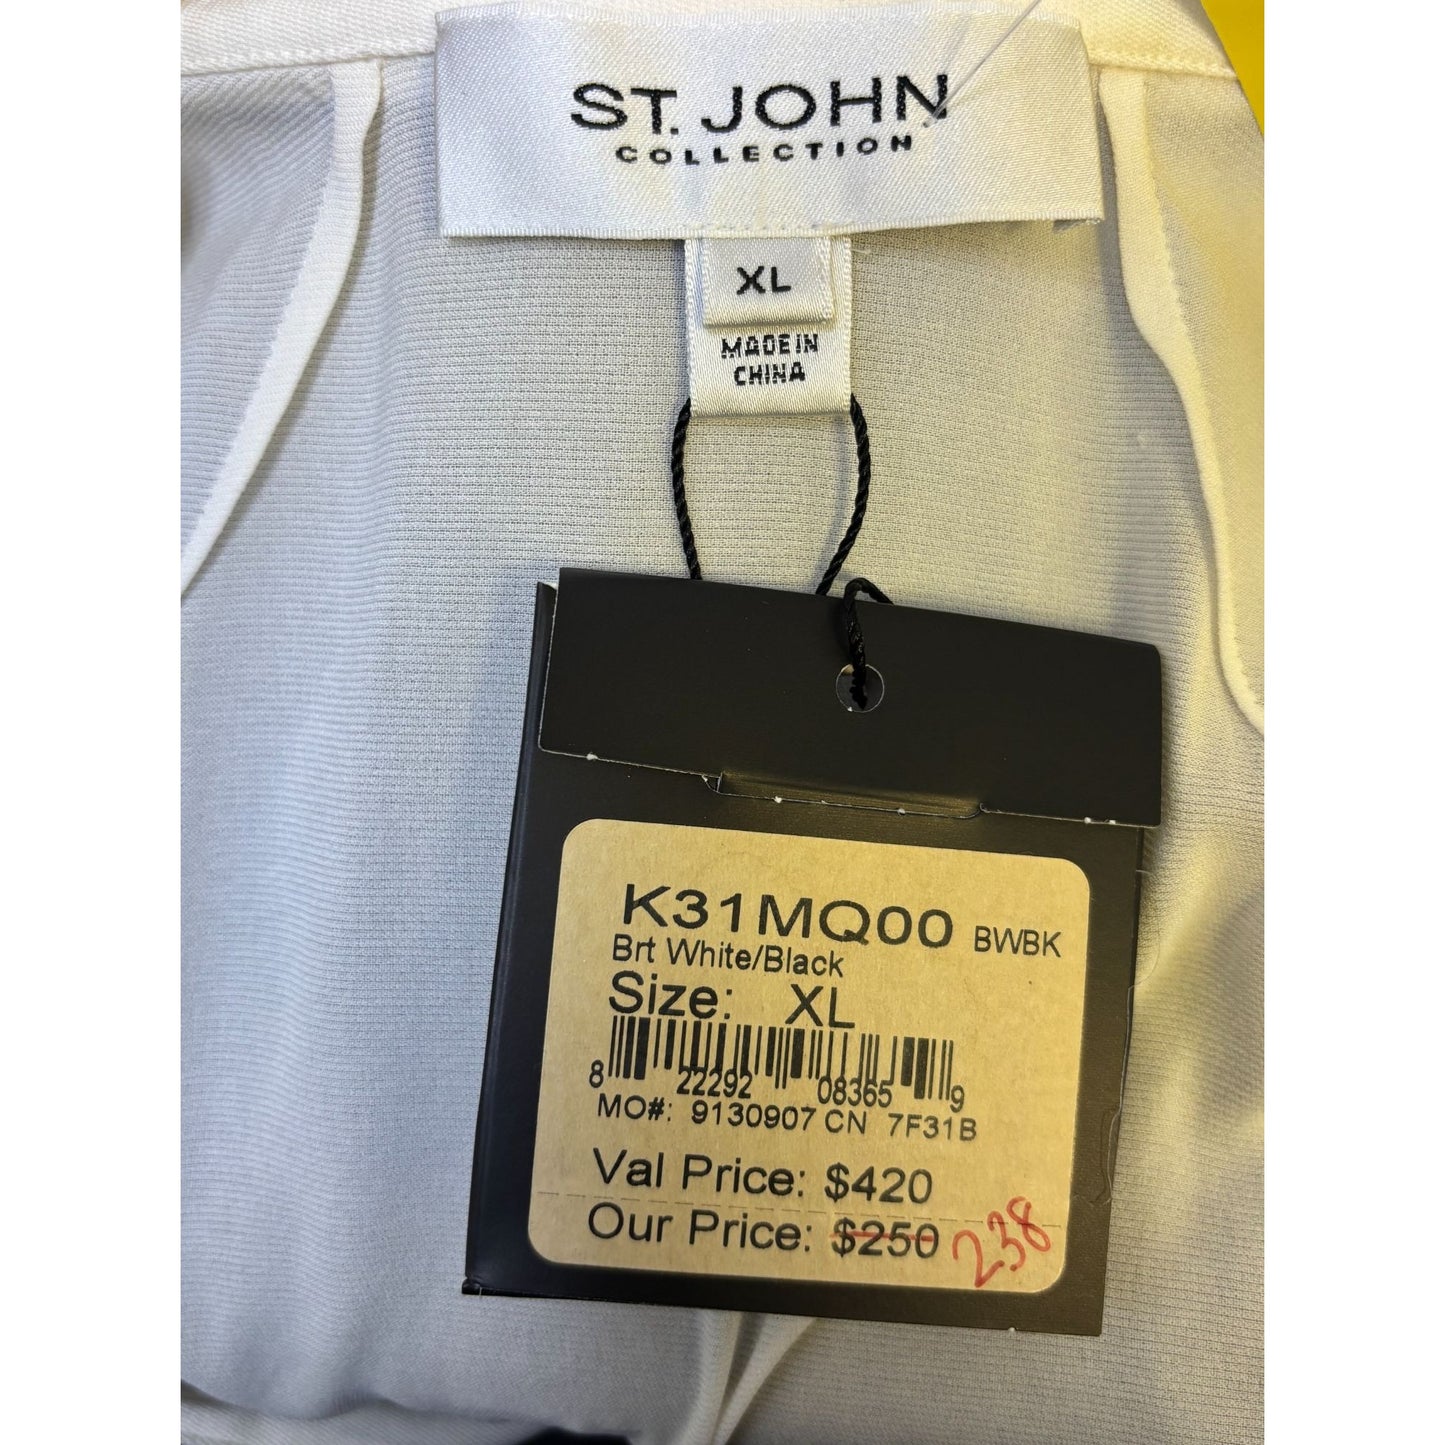 ST. JOHN
COLLECTION
XL
MADE IN
CHINA
K31MQ00 BWBK
Brt White/Black
Size: XL
8 22292 08365 9
MO#: 9130907 CN 7F31B
Val Price: $420
Our Price: $250 238